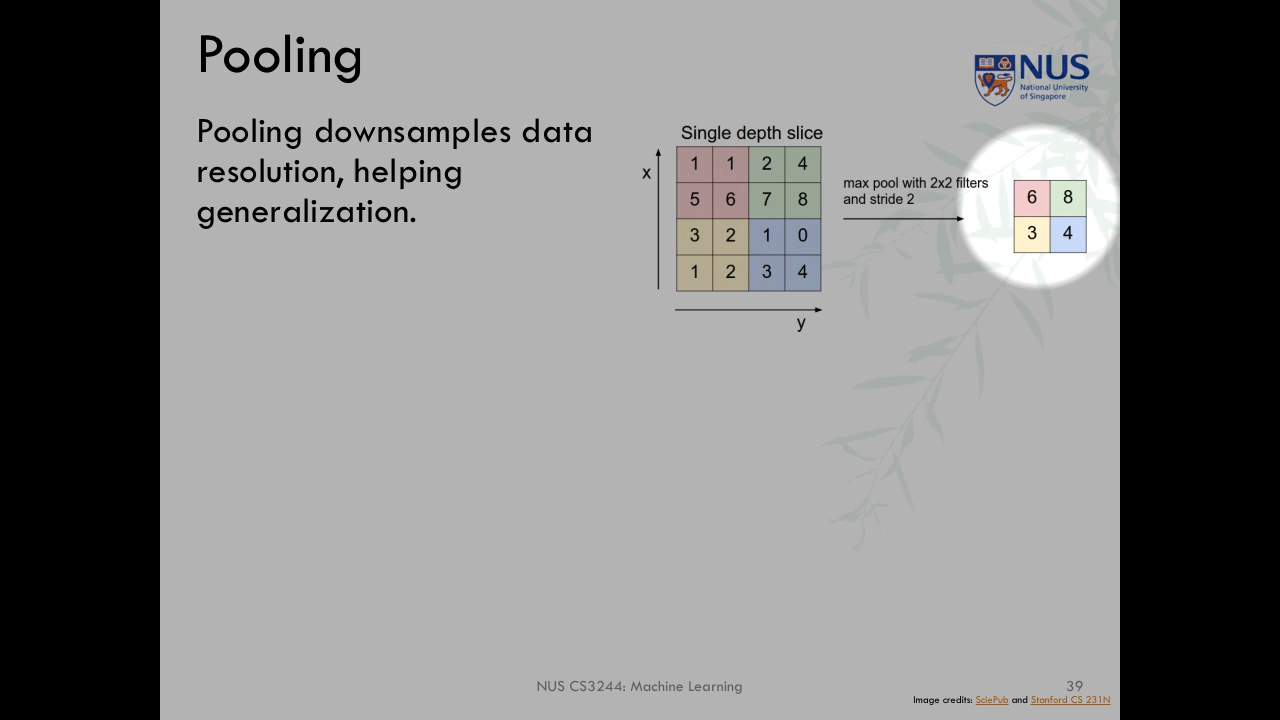 Pooling
NUS
National University
of Singapore
Pooling downsamples data
resolution, helping
generalization.
Single depth slice
x
1 1 2 4
5 6 7 8
3 2 1 0
1 2 3 4
y
max pool with 2x2 filters
and stride 2
6 8
3 4
NUS CS3244: Machine Learning
39
Image credits: SciePub and Stanford CS 231N